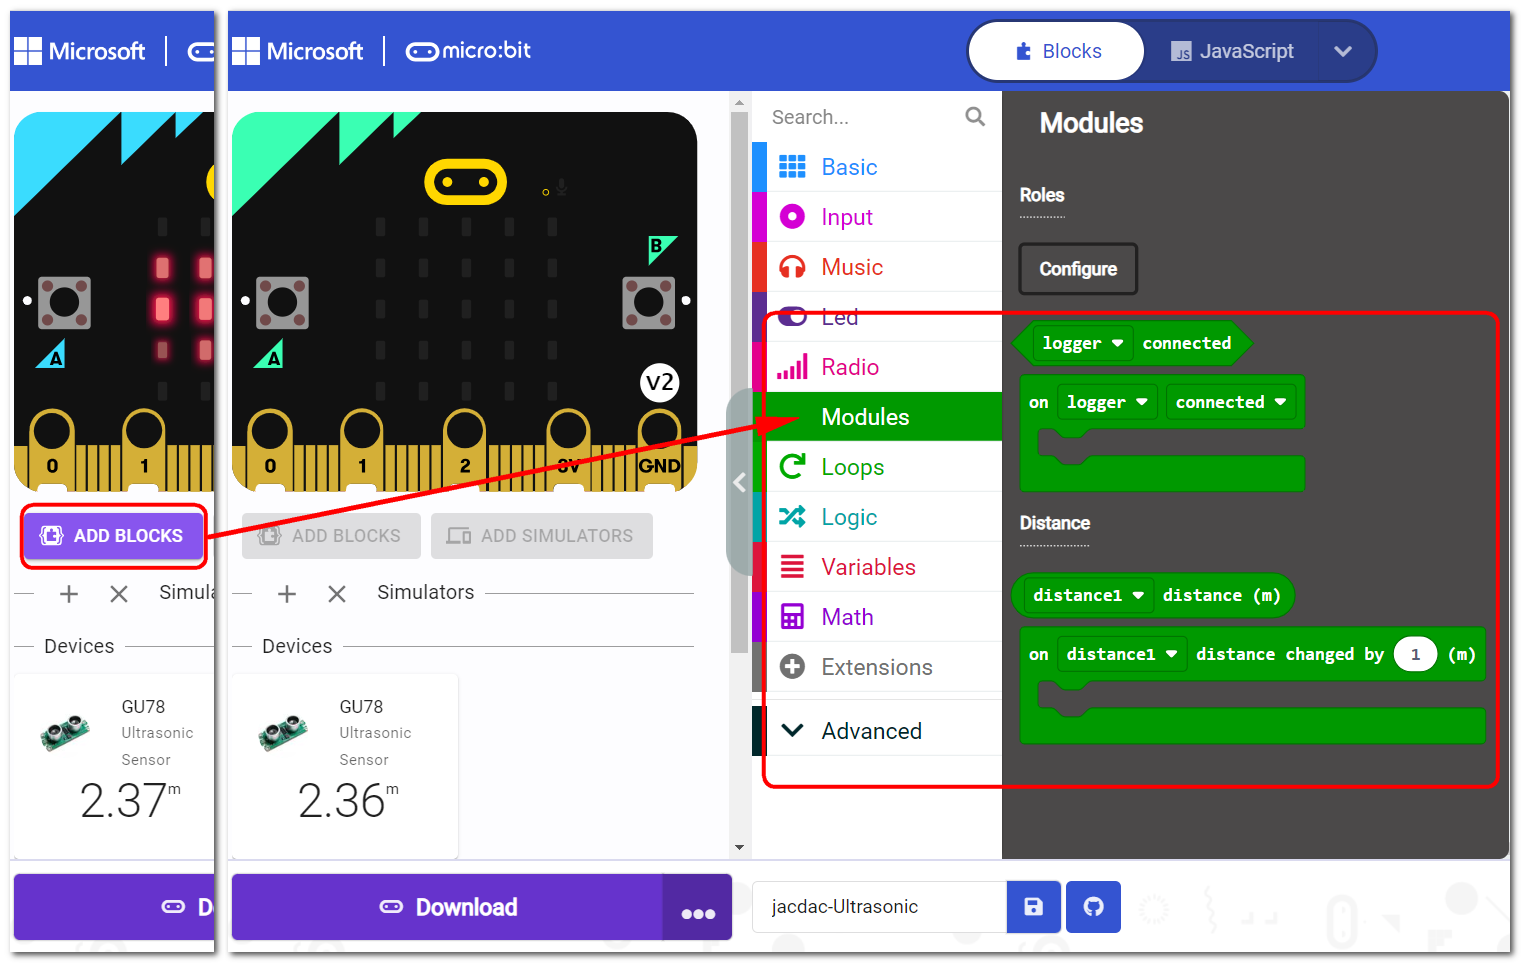 Microsoft
A
0 1
ADD BLOCKS
Simula
Devices
GU78
Ultrasonic
Sensor
2.37 m
D
Microsoft micro:bit
Blocks
JS JavaScript
B
A
V2
0 1 2 3V GND
ADD BLOCKS ADD SIMULATORS
Simulators
Devices
GU78
Ultrasonic
Sensor
2.36 m
Download
Search...
Basic
Input
Music
Led
Radio
Modules
Loops
Logic
Variables
Math
Extensions
Advanced
Modules
Roles
Configure
logger connected
on logger connected
Distance
distance1 distance (m)
on distance1 distance changed by 1 (m)
jacdac-Ultrasonic